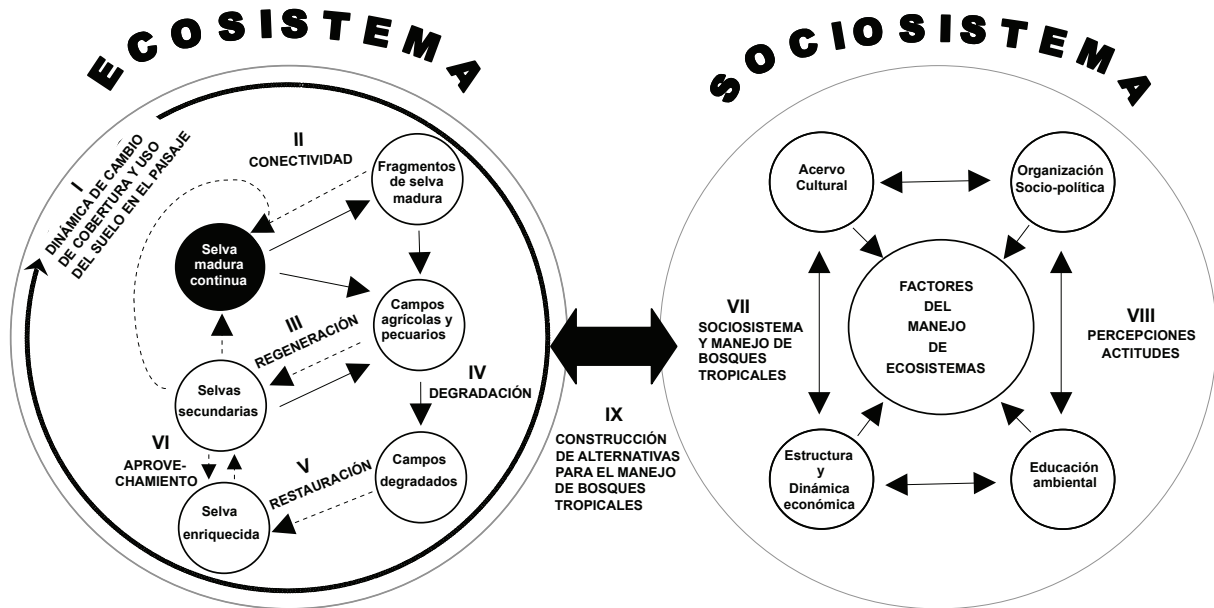 ECOSISTEMA
I
DINÁMICA DE CAMBIO
DE COBERTURA Y USO
DEL SUELO EN EL PAISAJE
II
CONECTIVIDAD
Fragmentos
de selva
madura
Selva
madura
continua
Campos
agrícolas y
pecuarios
III
REGENERACIÓN
IV
DEGRADACIÓN
Selvas
secundarias
VI
APROVE-
CHAMIENTO
V
RESTAURACIÓN
Campos
degradados
Selva
enriquecida
IX
CONSTRUCCIÓN
DE ALTERNATIVAS
PARA EL MANEJO
DE BOSQUES
TROPICALES
SOCIOSISTEMA
Acervo
Cultural
Organización
Socio-política
VII
SOCIOSISTEMA
Y MANEJO DE
BOSQUES
TROPICALES
FACTORES
DEL
MANEJO
DE
ECOSISTEMAS
VIII
PERCEPCIONES
ACTITUDES
Estructura
y
Dinámica
económica
Educación
ambiental